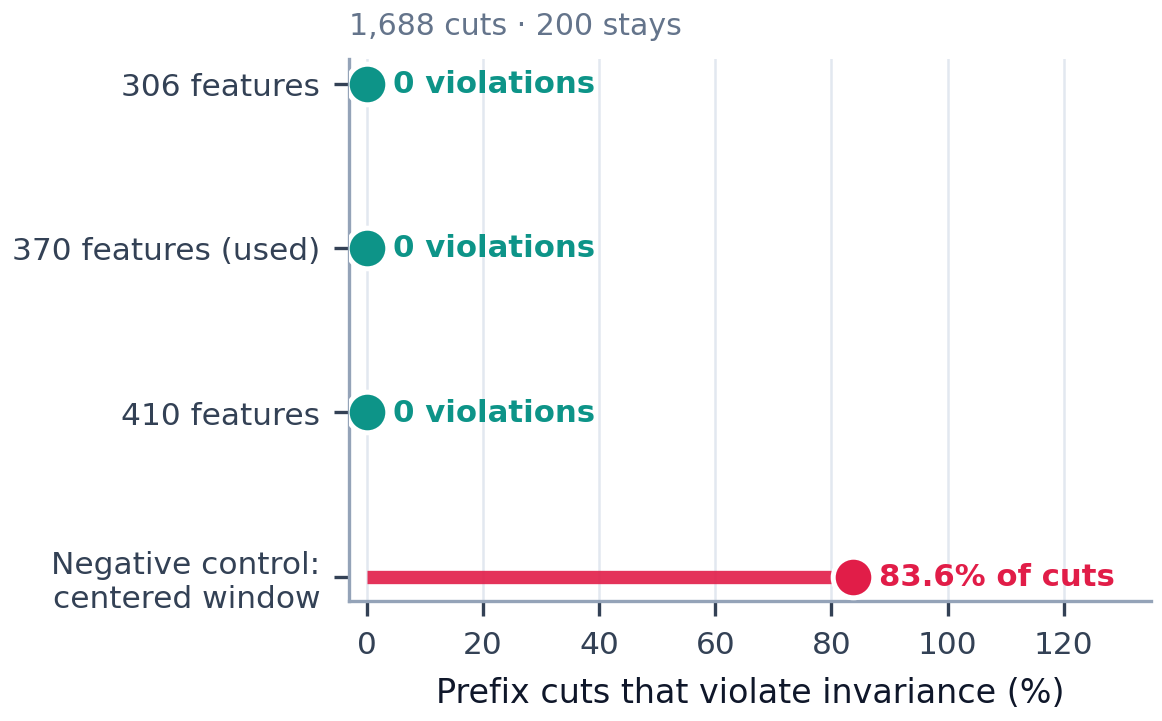 1,688 cuts · 200 stays
306 features
0 violations
370 features (used)
0 violations
410 features
0 violations
Negative control:
centered window
83.6% of cuts
0 20 40 60 80 100 120
Prefix cuts that violate invariance (%)